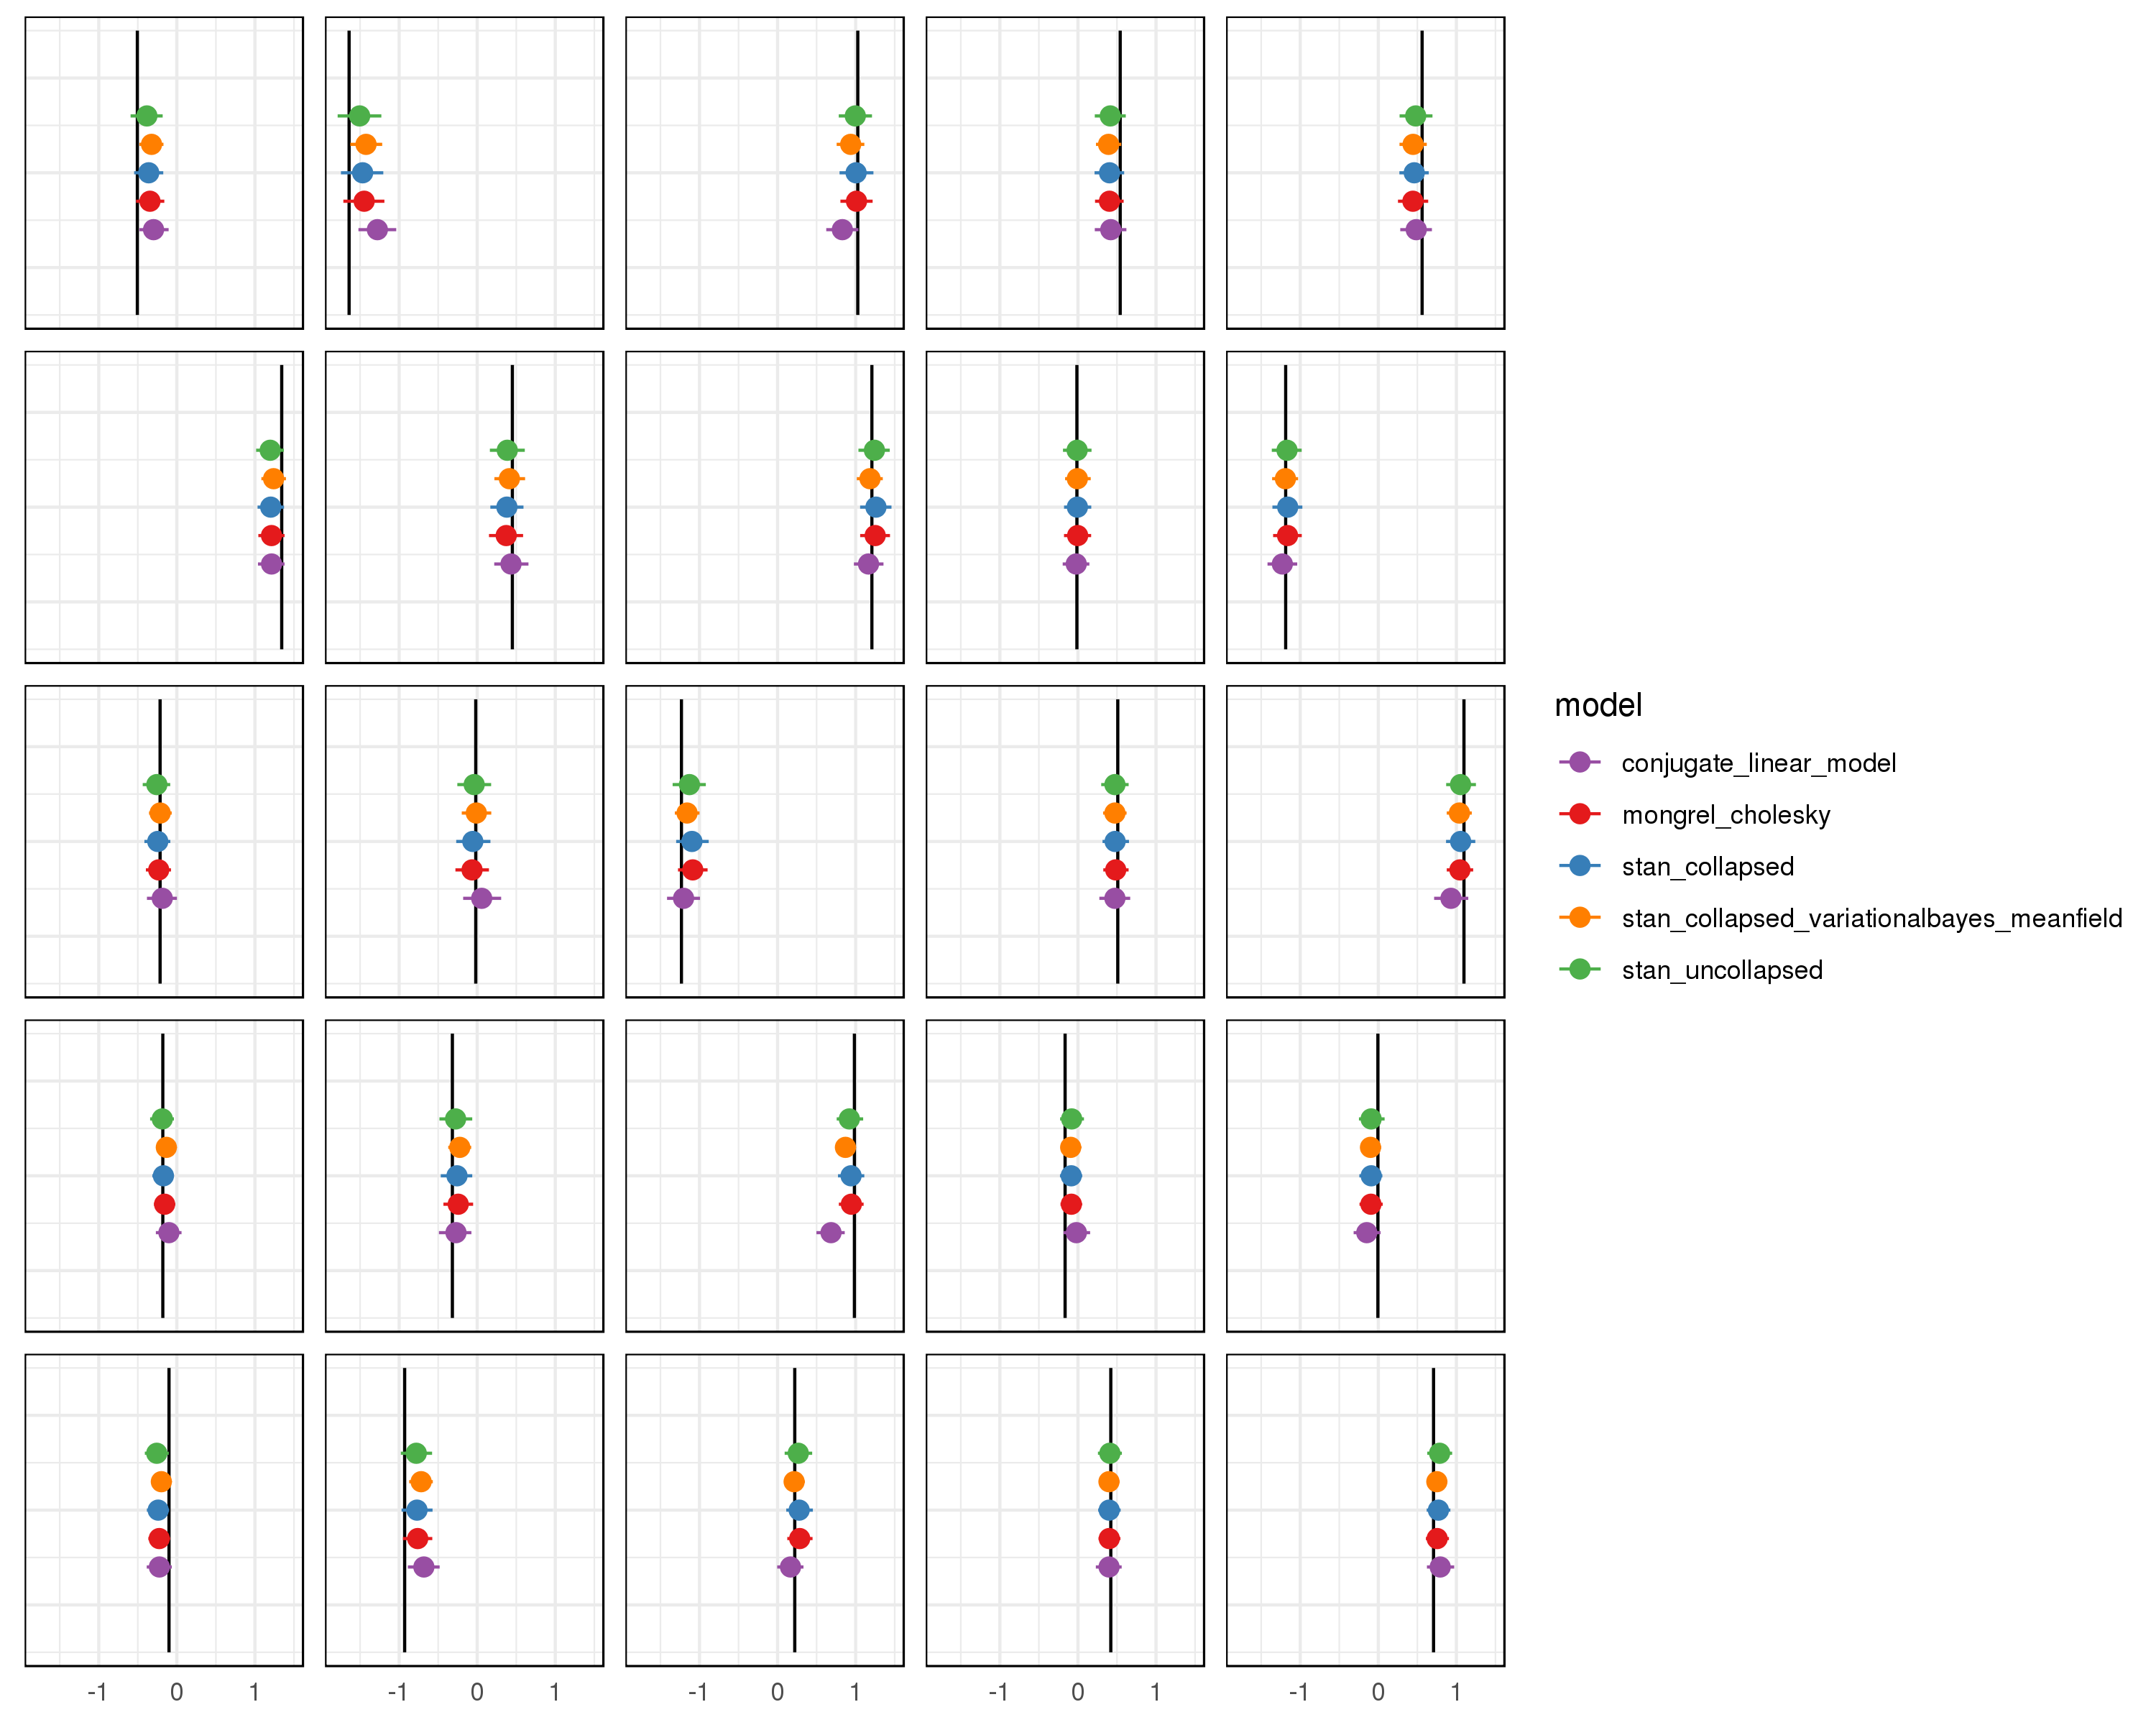 model
conjugate_linear_model
mongrel_cholesky
stan_collapsed
stan_collapsed_variationalbayes_meanfield
stan_uncollapsed
-1 0 1 -1 0 1 -1 0 1 -1 0 1 -1 0 1